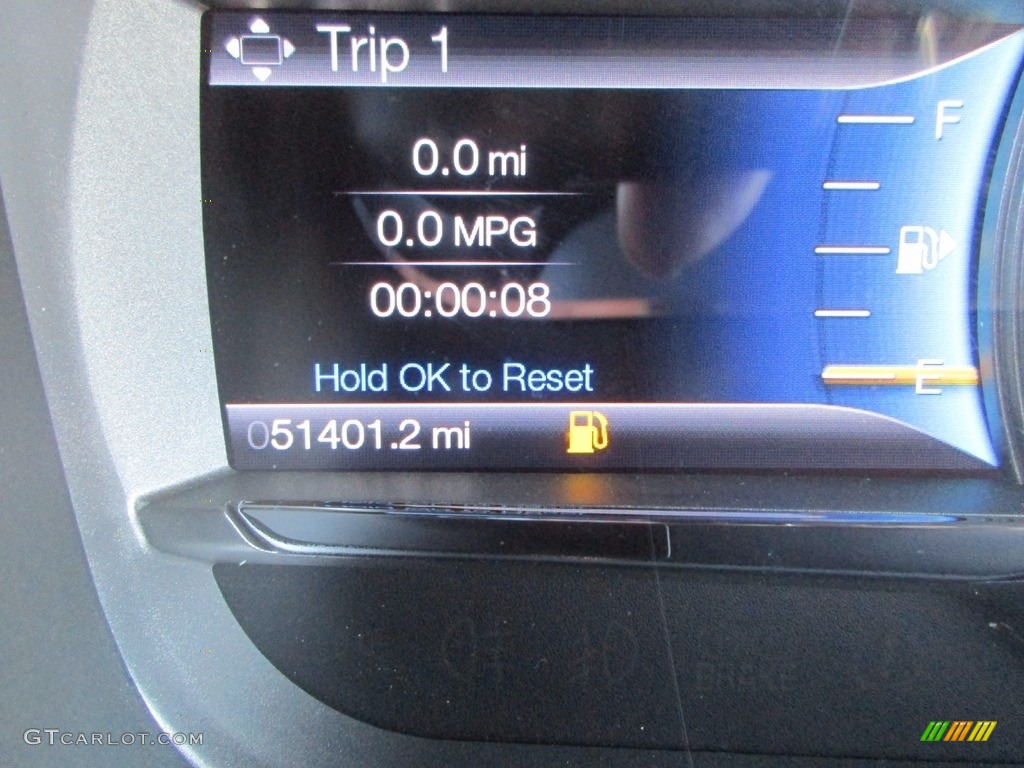 Trip 1
F
0.0 mi
0.0 MPG
00:00:08
Hold OK to Reset
E
051401.2 mi
BRAKE
GTCARLOT.COM